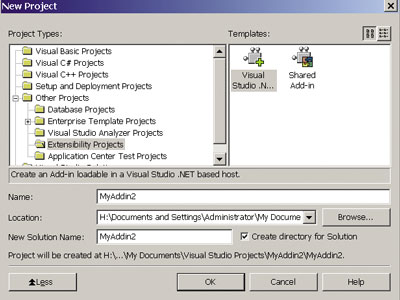 New Project
Project Types:
Templates:
Visual Basic Projects
Visual C# Projects
Visual C++ Projects
Setup and Deployment Projects
Other Projects
Database Projects
Enterprise Template Projects
Visual Studio Analyzer Projects
Extensibility Projects
Application Center Test Projects
Visual
Studio .N...
Shared
Add-in
Create an Add-in loadable in a Visual Studio .NET based host.
Name:
MyAddin2
Location:
H:\Documents and Settings\Administrator\My Docume
Browse...
New Solution Name:
MyAddin2
Create directory for Solution
Project will be created at H:\...\My Documents\Visual Studio Projects\MyAddin2\MyAddin2.
Less
OK
Cancel
Help